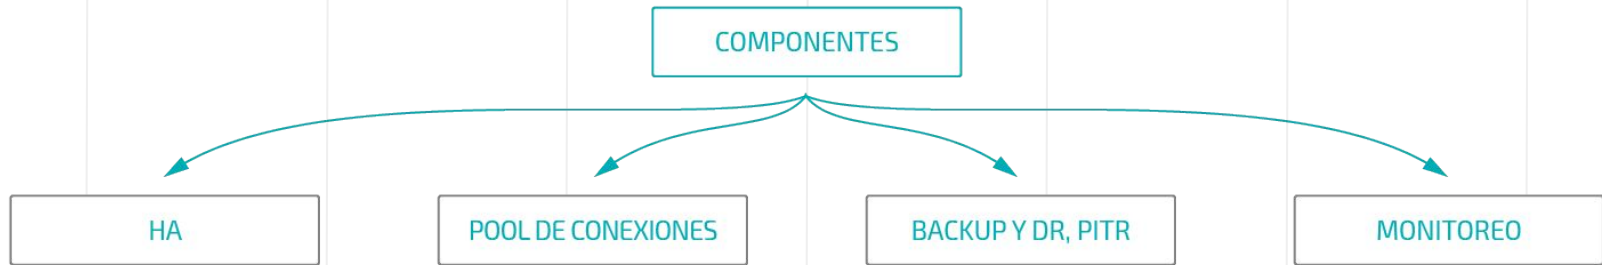 COMPONENTES
HA
POOL DE CONEXIONES
BACKUP Y DR, PITR
MONITOREO